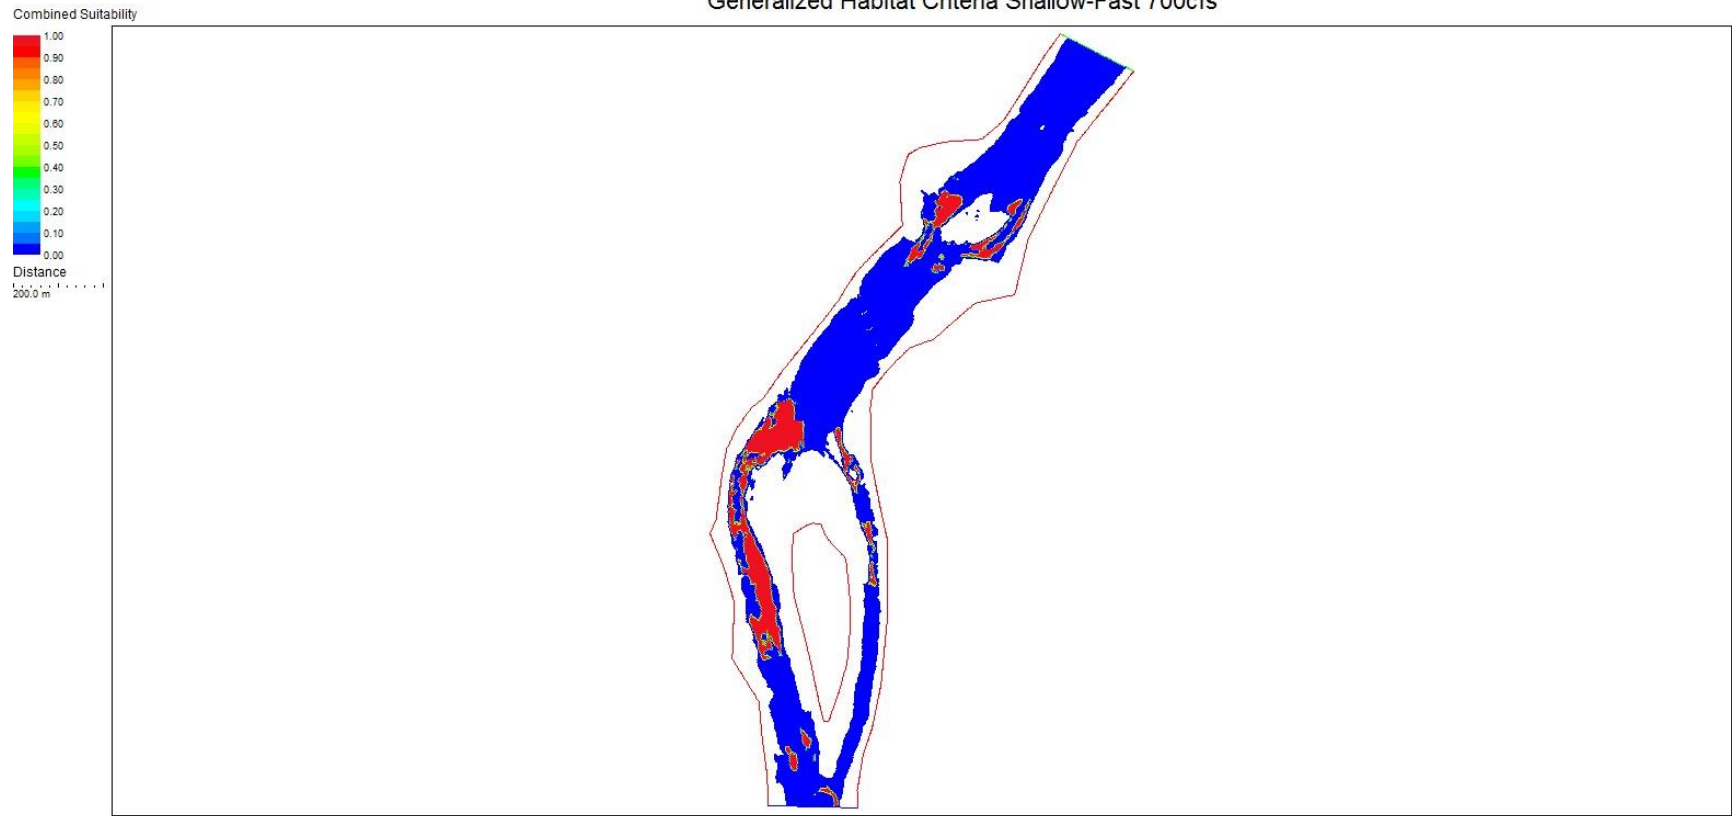 Generalized Habitat Criteria Shallow-Fast 700cfs
Combined Suitability
1.00
0.90
0.80
0.70
0.60
0.50
0.40
0.30
0.20
0.10
0.00
Distance
200.0 m